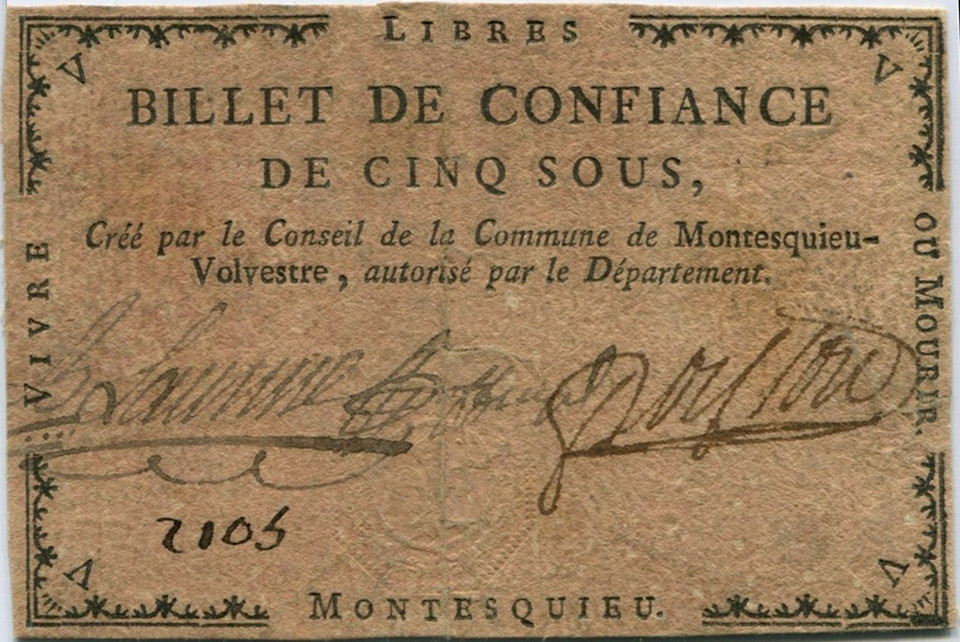 LIBRES
BILLET DE CONFIANCE
DE CINQ SOUS,
Créé par le Conseil de la Commune de Montesquieu-
Volvestre, autorisé par le Département.
VIVRE
OU MOURIR.
2105
MONTESQUIEU.
V
V
V
V